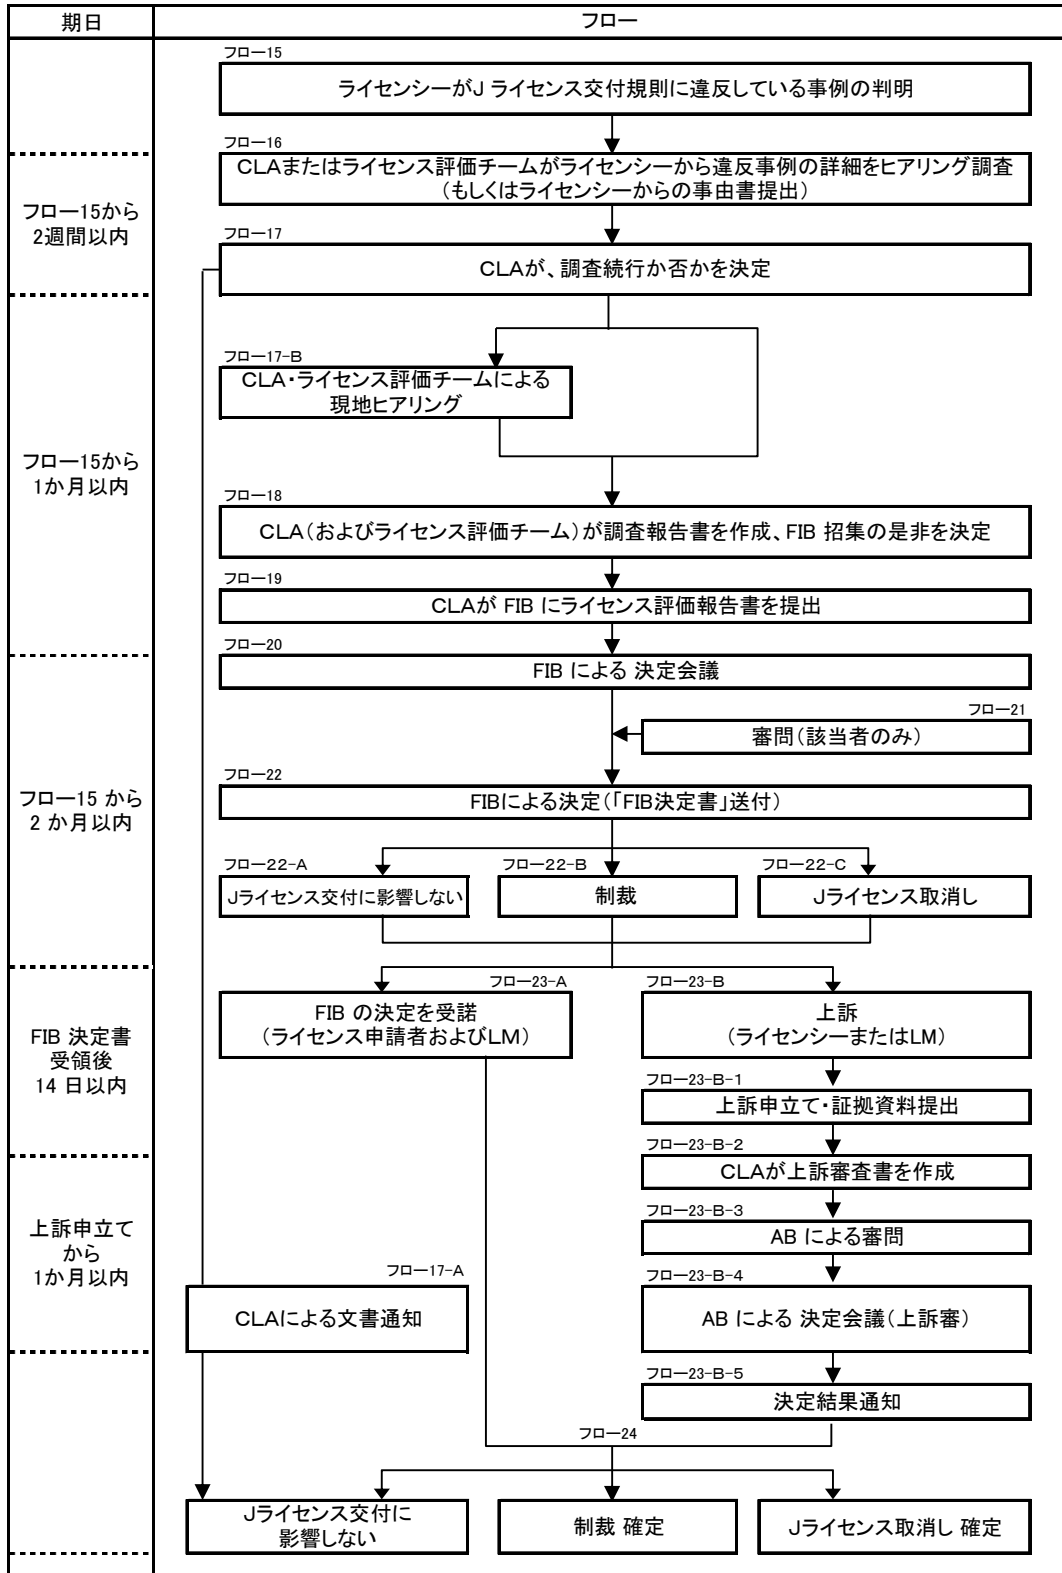 期日
フロー
フロー15
ライセンシーがJ ライセンス交付規則に違反している事例の判明
フロー16
CLAまたはライセンス評価チームがライセンシーから違反事例の詳細をヒアリング調査
（もしくはライセンシーからの事由書提出）
フロー15から
2週間以内
フロー17
CLAが、調査続行か否かを決定
フロー17-B
CLA・ライセンス評価チームによる
現地ヒアリング
フロー15から
1か月以内
フロー18
CLA（およびライセンス評価チーム）が調査報告書を作成、FIB 招集の是非を決定
フロー19
CLAが FIB にライセンス評価報告書を提出
フロー20
FIB による 決定会議
フロー21
審問（該当者のみ）
フロー15 から
2 か月以内
フロー22
FIBによる決定（「FIB決定書」送付）
フロー22-A
フロー22-B
フロー22-C
Jライセンス交付に影響しない
制裁
Jライセンス取消し
フロー23-A
フロー23-B
FIB 決定書
受領後
14 日以内
FIB の決定を受諾
（ライセンス申請者およびLM）
上訴
（ライセンシーまたはLM）
フロー23-B-1
上訴申立て・証拠資料提出
フロー23-B-2
CLAが上訴審査書を作成
フロー23-B-3
AB による審問
上訴申立て
から
1か月以内
フロー17-A
フロー23-B-4
CLAによる文書通知
AB による 決定会議（上訴審）
フロー23-B-5
決定結果通知
フロー24
Jライセンス交付に
影響しない
制裁 確定
Jライセンス取消し 確定